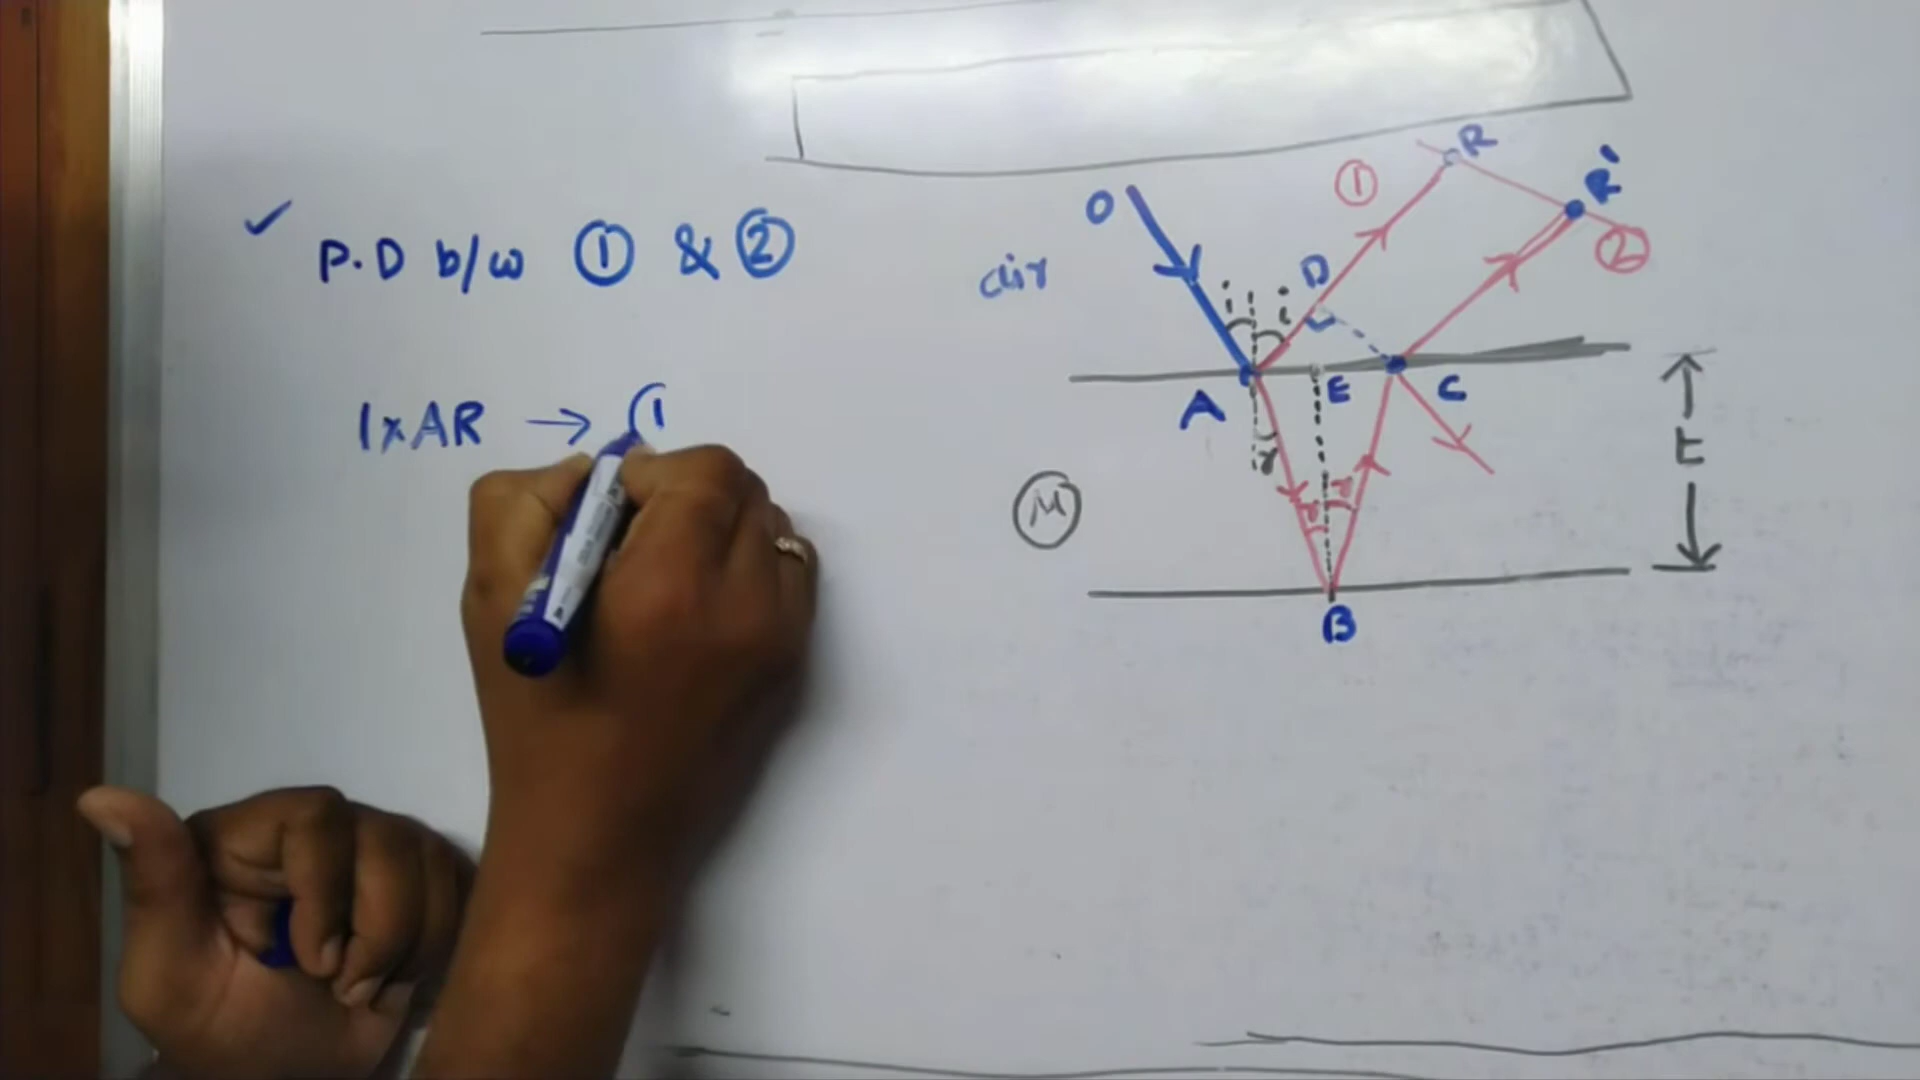 ✓ P.D b/w ① & ②
1×AR → (1
air
O
i
i
D
①
R
R'
②
A
E
C
r
r
r
t
μ
B